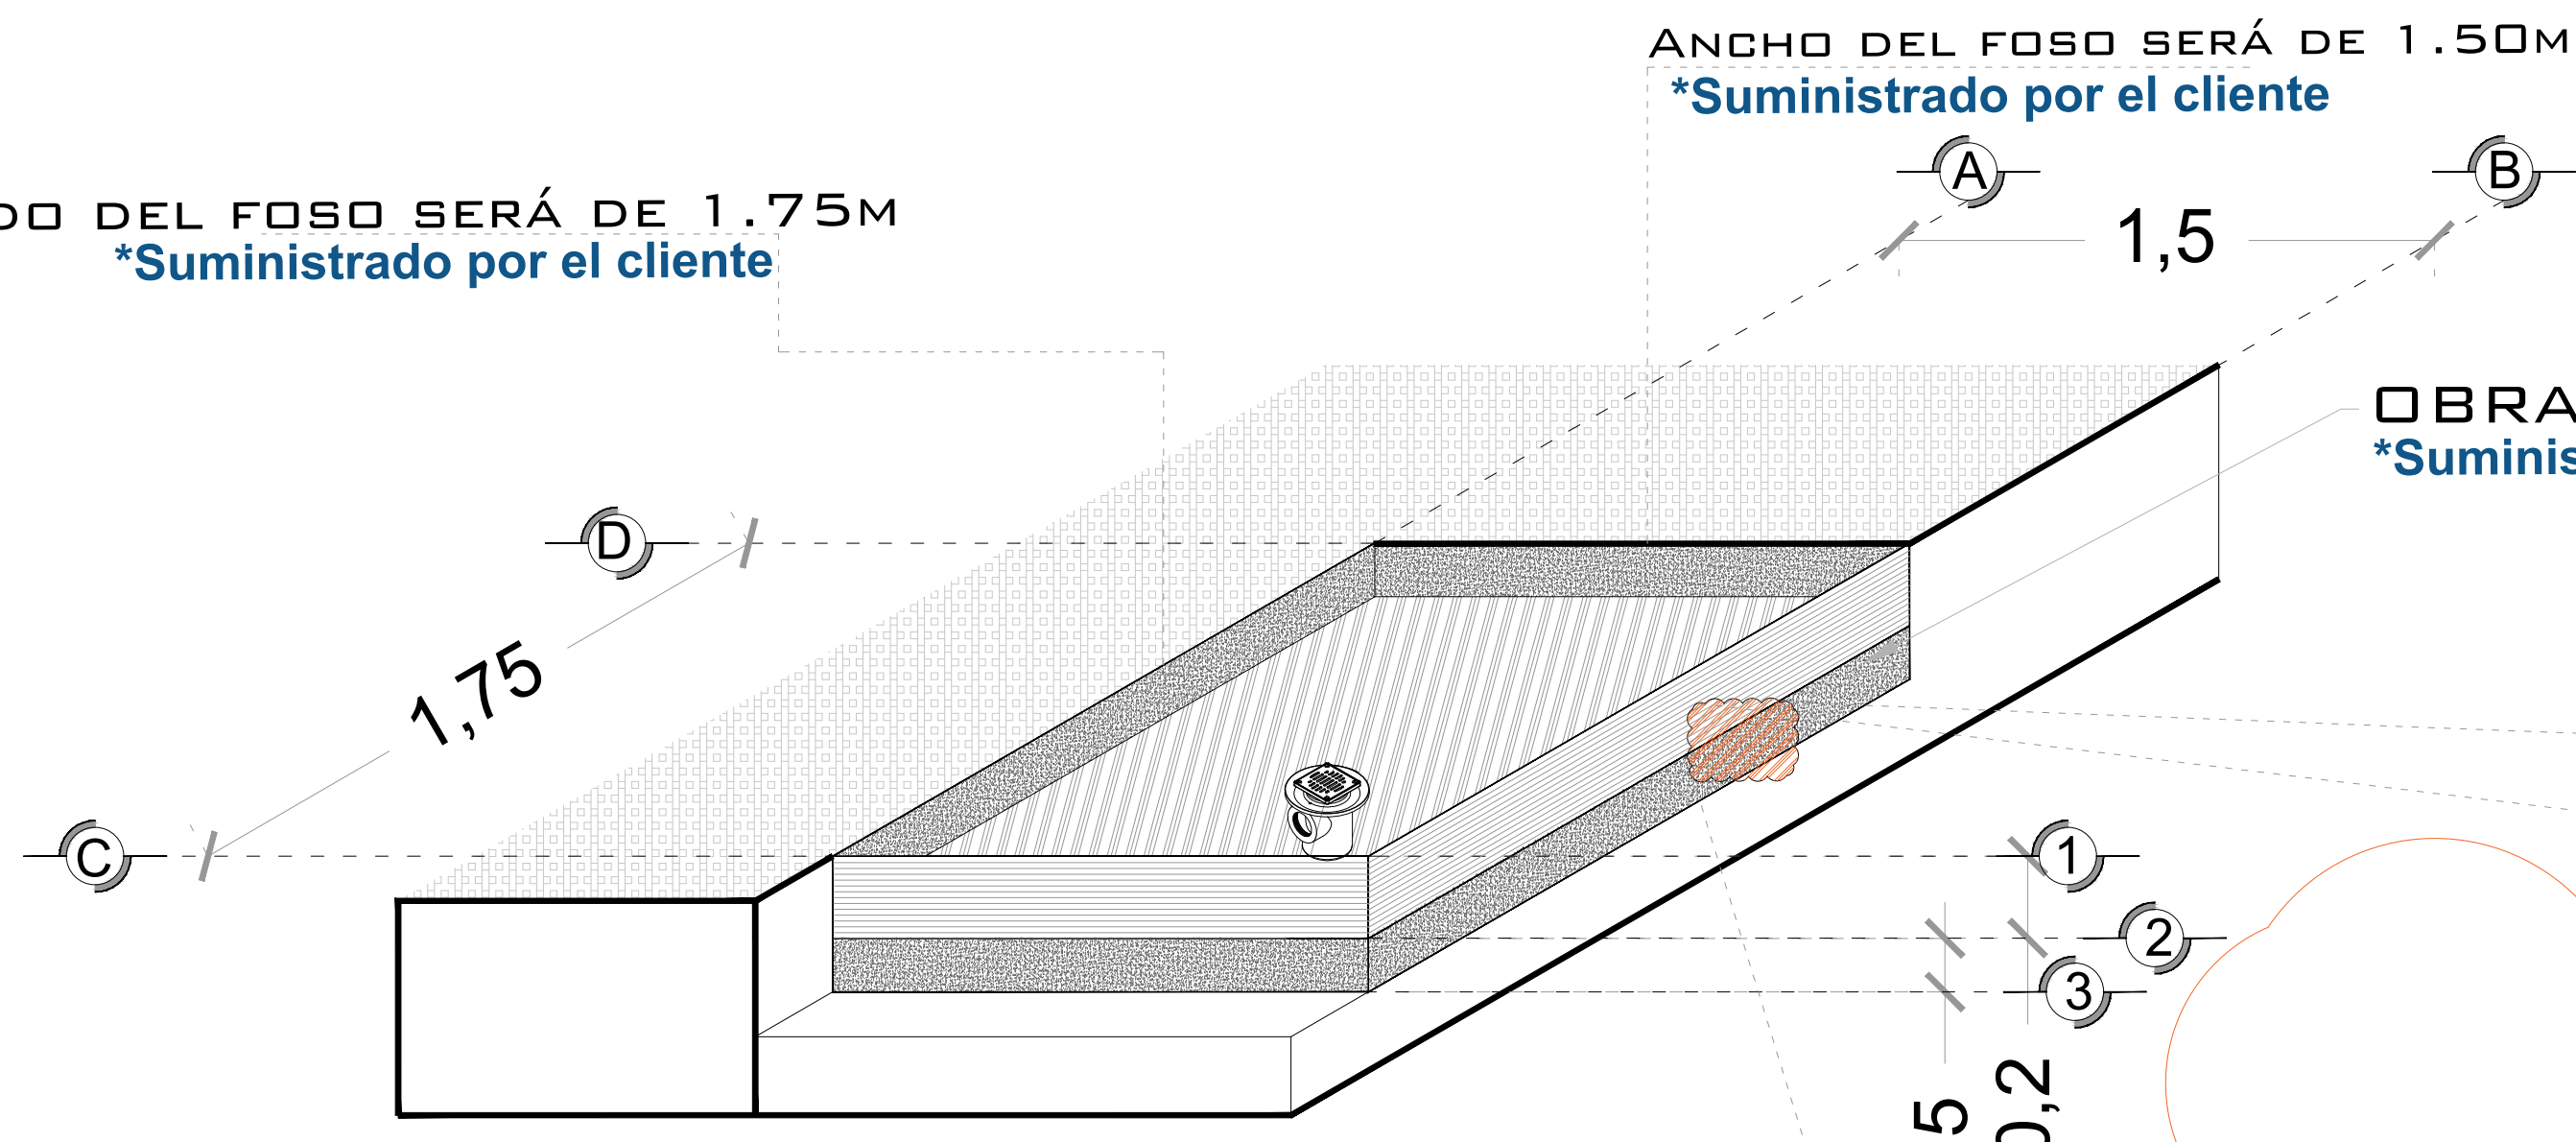 ANCHO DEL FOSO SERÁ DE 1.50M
*Suministrado por el cliente
A
B
1,5
DO DEL FOSO SERÁ DE 1.75M
*Suministrado por el cliente
OBRA
*Suminis
D
1,75
C
1
2
3
5
0,2